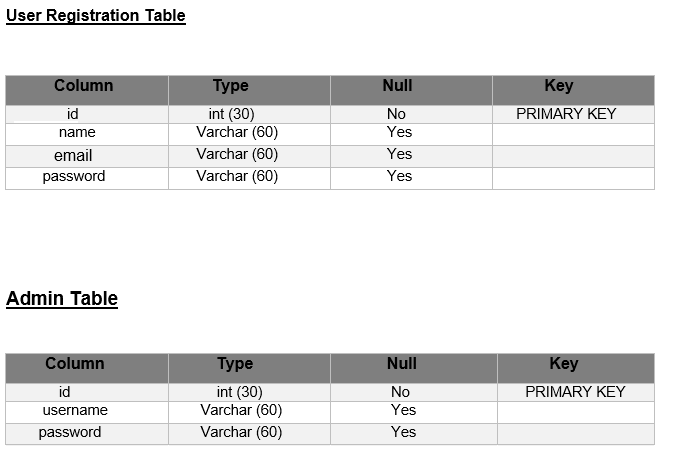 User Registration Table
Column Type Null Key
id int (30) No PRIMARY KEY
name Varchar (60) Yes
email Varchar (60) Yes
password Varchar (60) Yes
Admin Table
Column Type Null Key
id int (30) No PRIMARY KEY
username Varchar (60) Yes
password Varchar (60) Yes